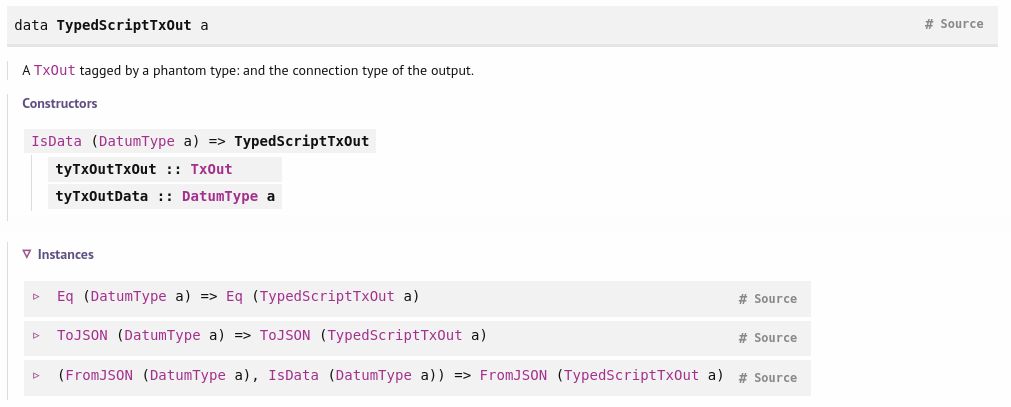 data TypedScriptTxOut a # Source
A TxOut tagged by a phantom type: and the connection type of the output.
Constructors
IsData (DatumType a) => TypedScriptTxOut
tyTxOutTxOut :: TxOut
tyTxOutData :: DatumType a
Instances
Eq (DatumType a) => Eq (TypedScriptTxOut a) # Source
ToJSON (DatumType a) => ToJSON (TypedScriptTxOut a) # Source
(FromJSON (DatumType a), IsData (DatumType a)) => FromJSON (TypedScriptTxOut a) # Source